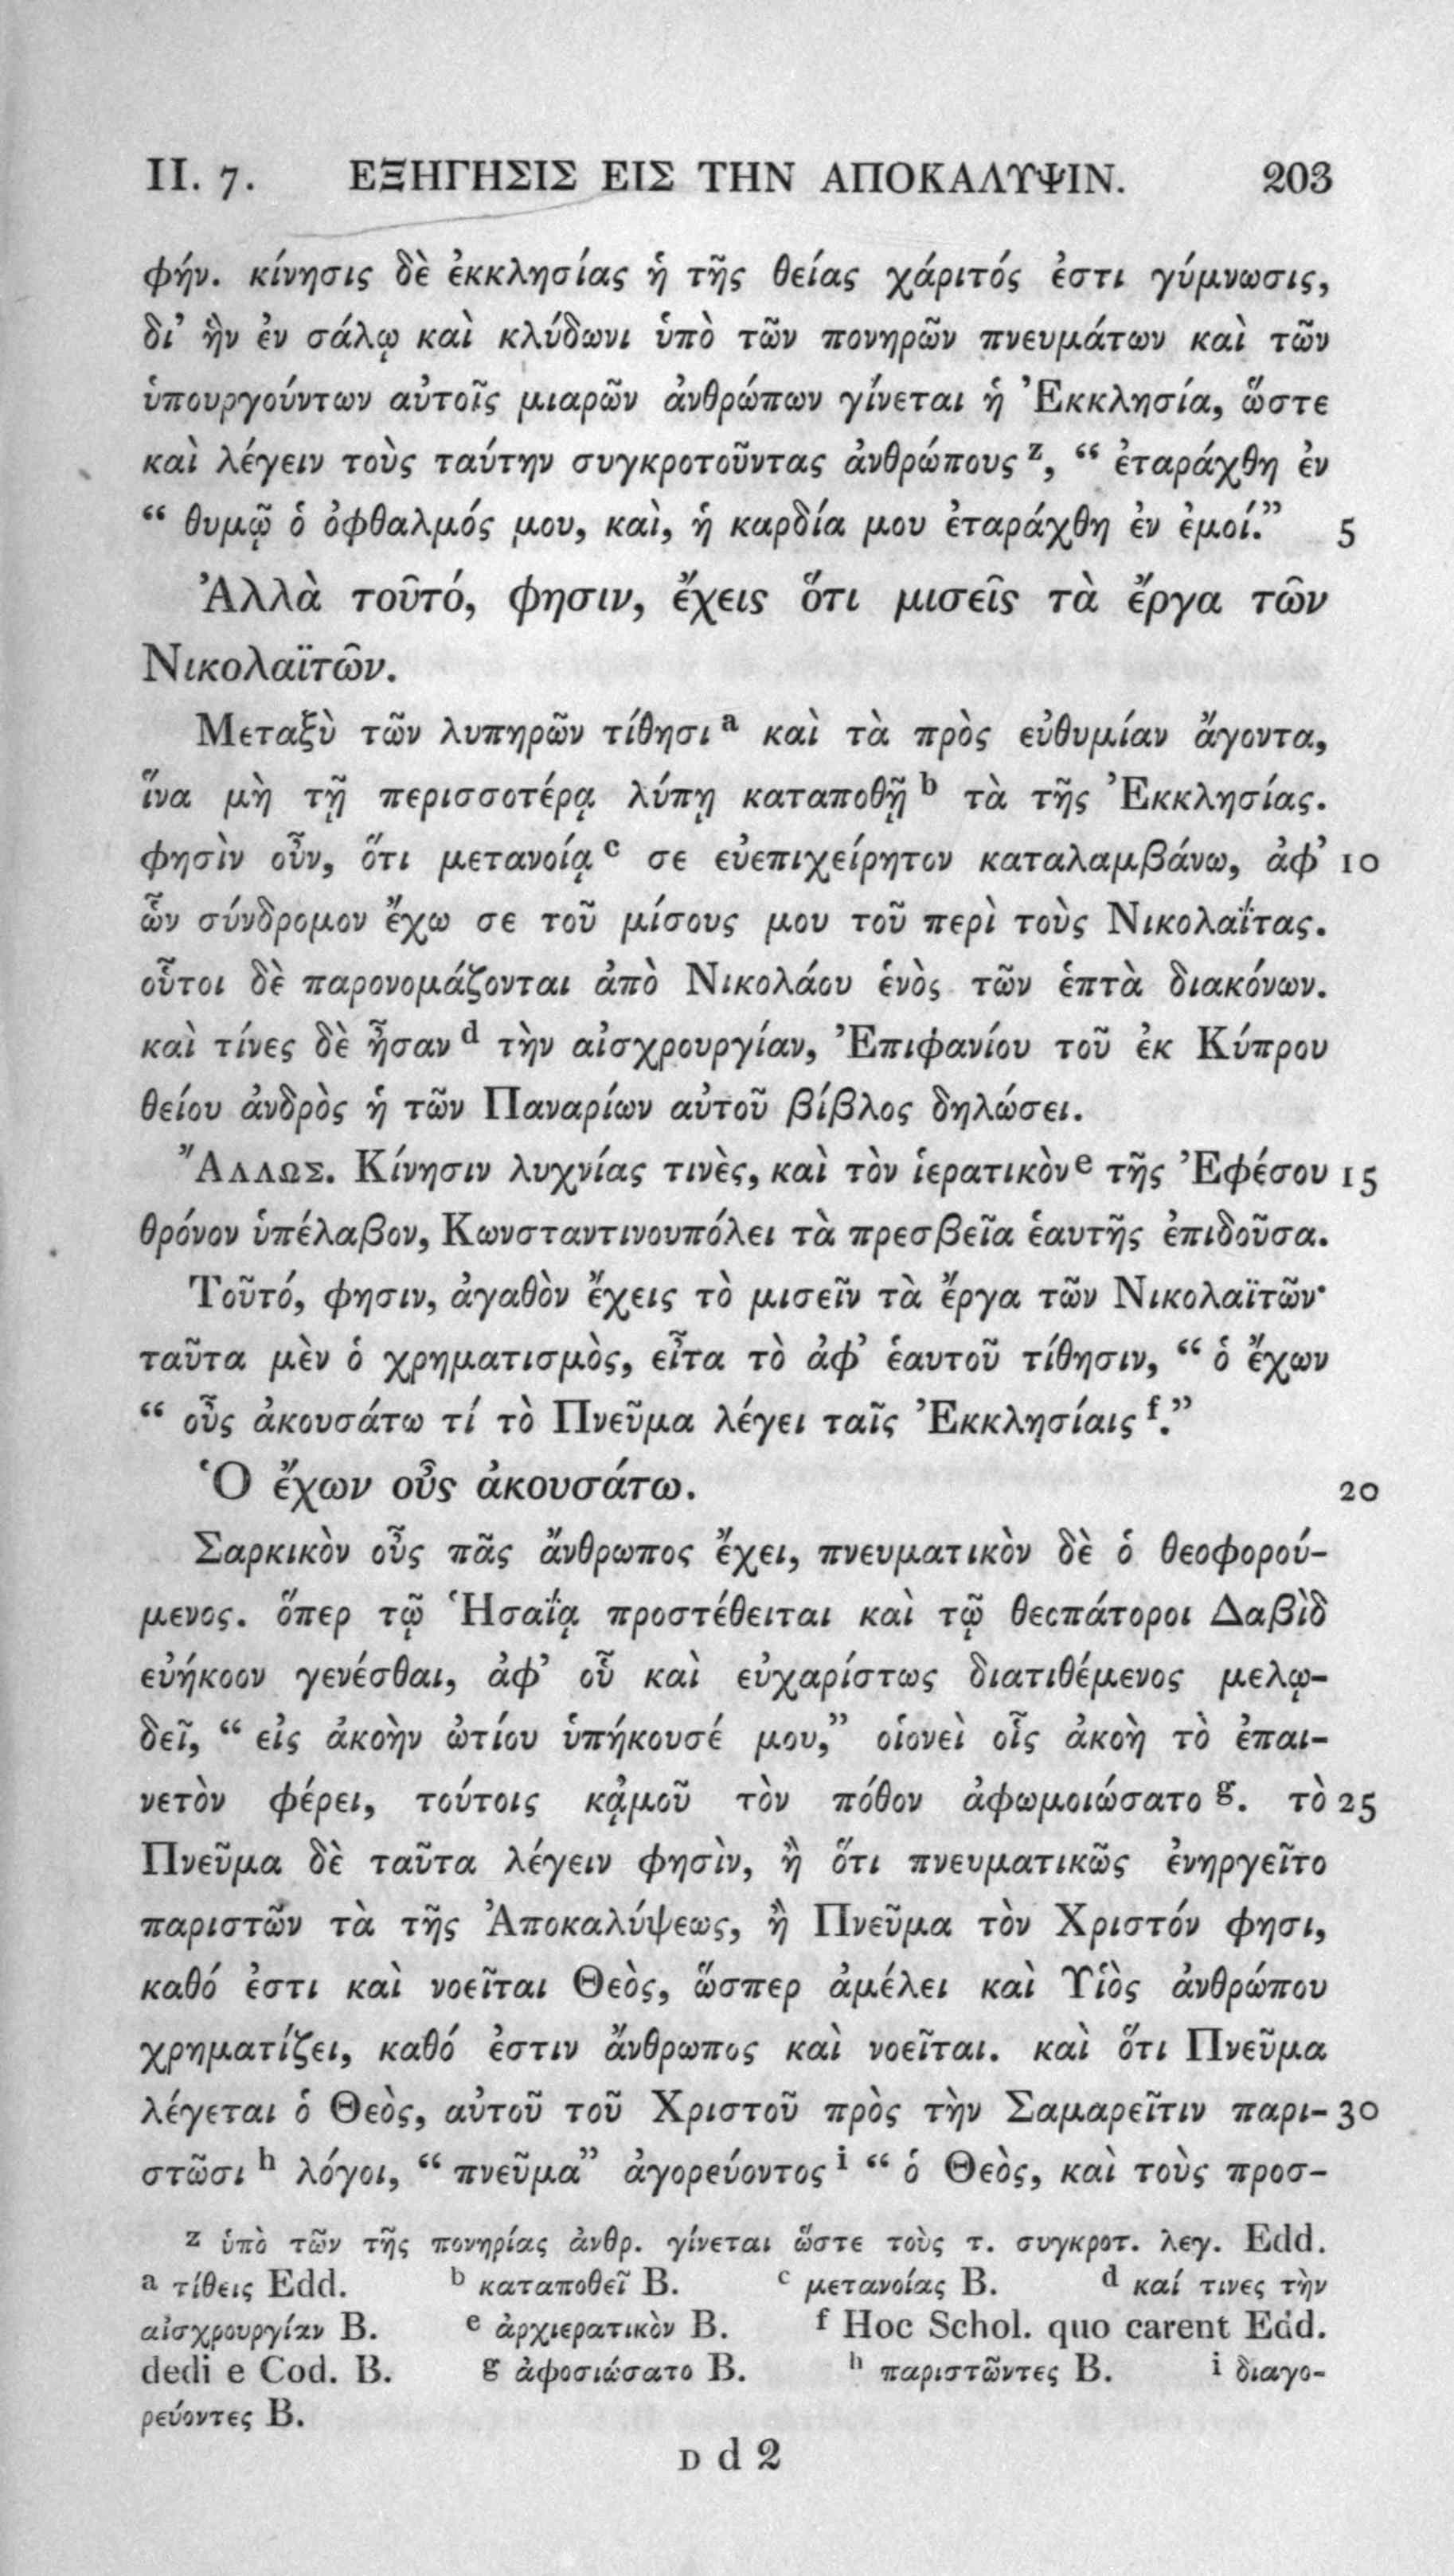 II. 7. ΕΞΗΓΗΣΙΣ ΕΙΣ ΤΗΝ ΑΠΟΚΑΛΥΨΙΝ. 203
φήν. κίνησις δὲ ἐκκλησίας ἡ τῆς θείας χάριτός ἐστι γύμνωσις,
δι’ ἣν ἐν σάλῳ καὶ κλύδωνι ὑπὸ τῶν πονηρῶν πνευμάτων καὶ τῶν
ὑπουργούντων αὐτοῖς μιαρῶν ἀνθρώπων γίνεται ἡ Ἐκκλησία, ὥστε
καὶ λέγειν τοὺς ταύτην συγκροτοῦντας ἀνθρώπους z, “ ἐταράχθη ἐν
“ θυμῷ ὁ ὀφθαλμός μου, καὶ, ἡ καρδία μου ἐταράχθη ἐν ἐμοί.” 5
Ἀλλὰ τοῦτό, φησιν, ἔχεις ὅτι μισεῖς τὰ ἔργα τῶν
Νικολαϊτῶν.
Μεταξὺ τῶν λυπηρῶν τίθησι a καὶ τὰ πρὸς εὐθυμίαν ἄγοντα,
ἵνα μὴ τῇ περισσοτέρᾳ λύπῃ καταποθῇ b τὰ τῆς Ἐκκλησίας.
φησὶν οὖν, ὅτι μετανοίᾳ c σε εὐεπιχείρητον καταλαμβάνω, ἀφ’ 10
ὧν σύνδρομον ἔχω σε τοῦ μίσους μου τοῦ περὶ τοὺς Νικολαΐτας.
οὗτοι δὲ παρονομάζονται ἀπὸ Νικολάου ἑνὸς τῶν ἑπτὰ διακόνων.
καὶ τίνες δὲ ἦσαν d τὴν αἰσχρουργίαν, Ἐπιφανίου τοῦ ἐκ Κύπρου
θείου ἀνδρὸς ἡ τῶν Παναρίων αὐτοῦ βίβλος δηλώσει.
Ἄλλως. Κίνησιν λυχνίας τινὲς, καὶ τὸν ἱερατικὸν e τῆς Ἐφέσου 15
θρόνον ὑπέλαβον, Κωνσταντινουπόλει τὰ πρεσβεῖα ἑαυτῆς ἐπιδοῦσα.
Τοῦτό, φησιν, ἀγαθὸν ἔχεις τὸ μισεῖν τὰ ἔργα τῶν Νικολαϊτῶν·
ταῦτα μὲν ὁ χρηματισμὸς, εἶτα τὸ ἀφ’ ἑαυτοῦ τίθησιν, “ ὁ ἔχων
“ οὖς ἀκουσάτω τί τὸ Πνεῦμα λέγει ταῖς Ἐκκλησίαις f.”
Ὁ ἔχων οὖς ἀκουσάτω. 20
Σαρκικὸν οὖς πᾶς ἄνθρωπος ἔχει, πνευματικὸν δὲ ὁ θεοφορού-
μενος. ὅπερ τῷ Ἡσαΐᾳ προστέθειται καὶ τῷ θεοπάτοροι Δαβὶδ
εὐήκοον γενέσθαι, ἀφ’ οὗ καὶ εὐχαρίστως διατιθέμενος μελῳ-
δεῖ, “ εἰς ἀκοὴν ὠτίου ὑπήκουσέ μου,” οἱονεὶ οἷς ἀκοὴ τὸ ἐπαι-
νετὸν φέρει, τούτοις κᾀμοῦ τὸν πόθον ἀφωμοιώσατο g. τὸ 25
Πνεῦμα δὲ ταῦτα λέγειν φησὶν, ἢ ὅτι πνευματικῶς ἐνηργεῖτο
παριστῶν τὰ τῆς Ἀποκαλύψεως, ἢ Πνεῦμα τὸν Χριστόν φησι,
καθό ἐστι καὶ νοεῖται Θεὸς, ὥσπερ ἀμέλει καὶ Υἱὸς ἀνθρώπου
χρηματίζει, καθό ἐστιν ἄνθρωπος καὶ νοεῖται. καὶ ὅτι Πνεῦμα
λέγεται ὁ Θεὸς, αὐτοῦ τοῦ Χριστοῦ πρὸς τὴν Σαμαρεῖτιν παρι- 30
στῶσι h λόγοι, “ πνεῦμα” ἀγορεύοντος i “ ὁ Θεὸς, καὶ τοὺς προσ-
z ὑπὸ τῶν τῆς πονηρίας ἀνθρ. γίνεται ὥστε τοὺς τ. συγκροτ. λεγ. Edd.
a τίθεις Edd. b καταποθεῖ B. c μετανοίας B. d καί τινες τὴν
αἰσχρουργίαν B. e ἀρχιερατικὸν B. f Hoc Schol. quo carent Edd.
dedi e Cod. B. g ἀφοσιώσατο B. h παριστῶντες B. i διαγο-
ρεύοντες B.
D d 2